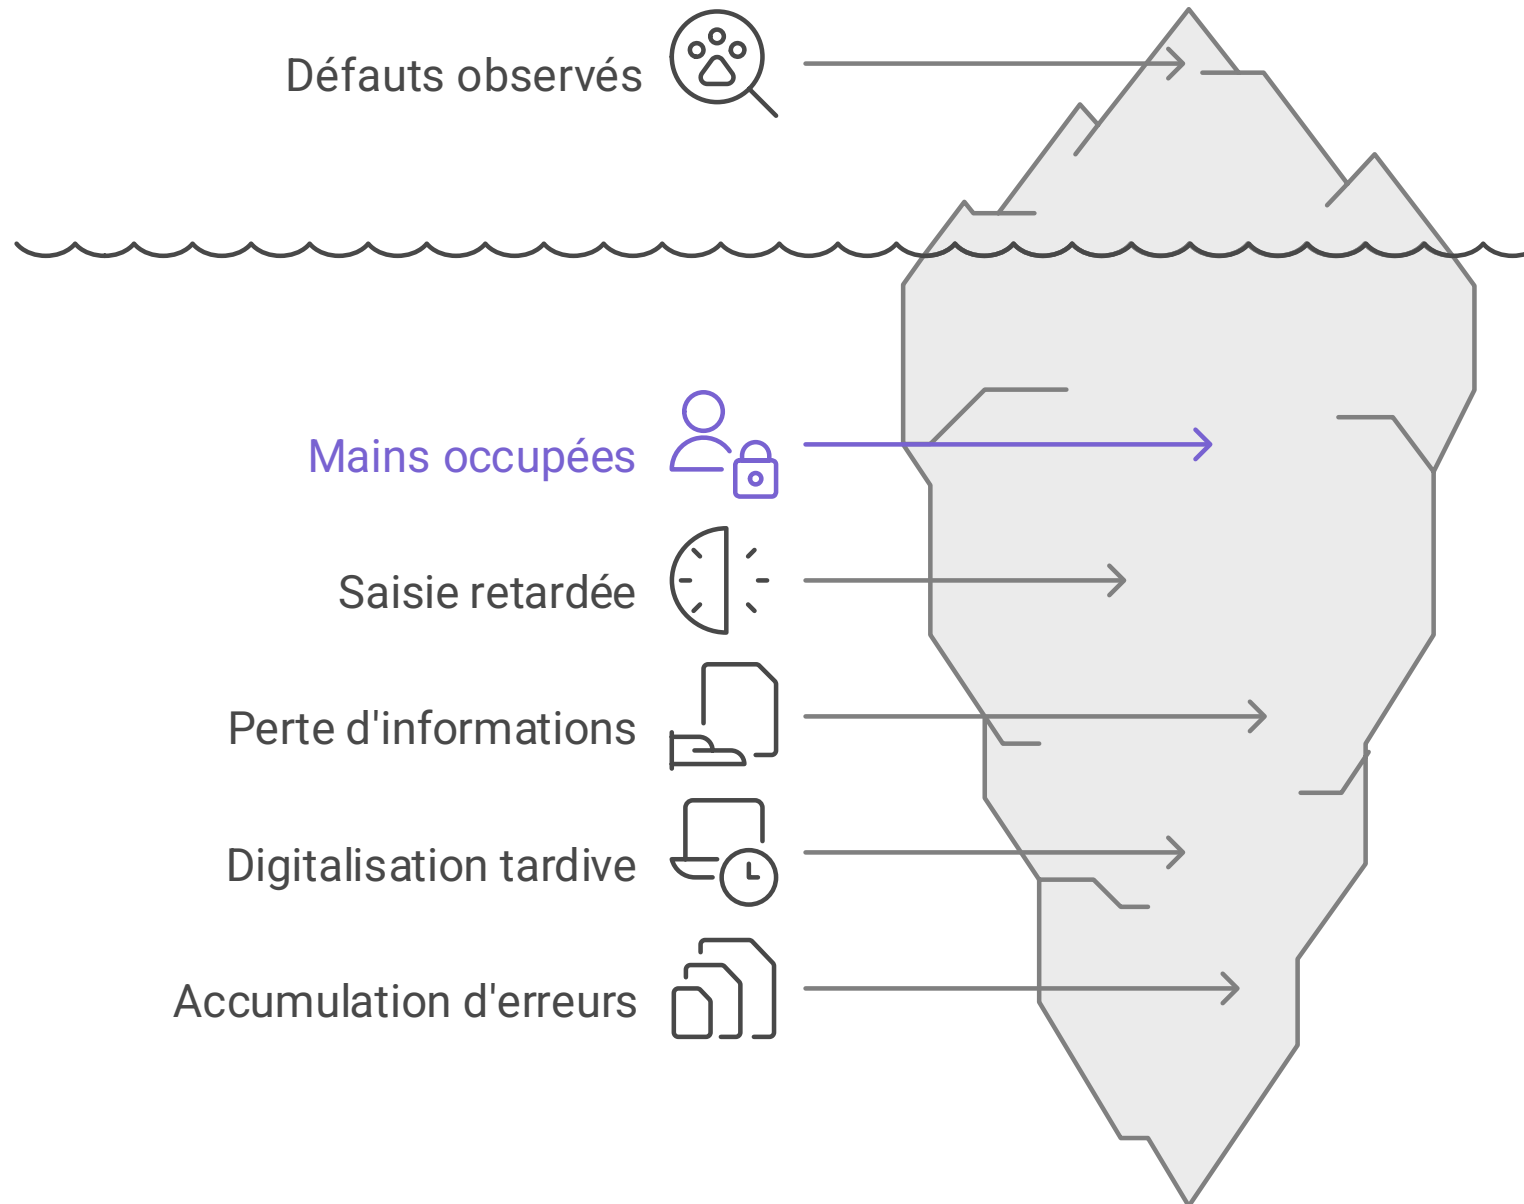 Défauts observés
Mains occupées
Saisie retardée
Perte d'informations
Digitalisation tardive
Accumulation d'erreurs